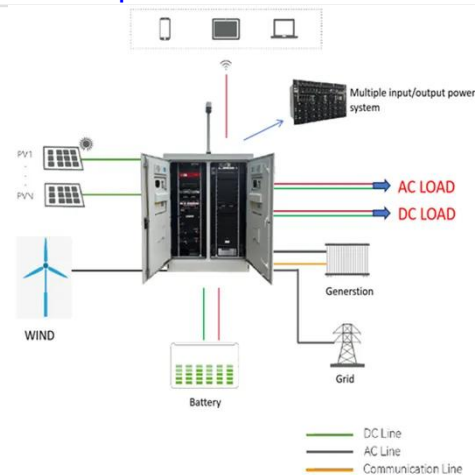 Multiple input/output power
system
PV1
PVN
AC LOAD
DC LOAD
WIND
Generstion
Grid
Battery
DC Line
AC Line
Communication Line